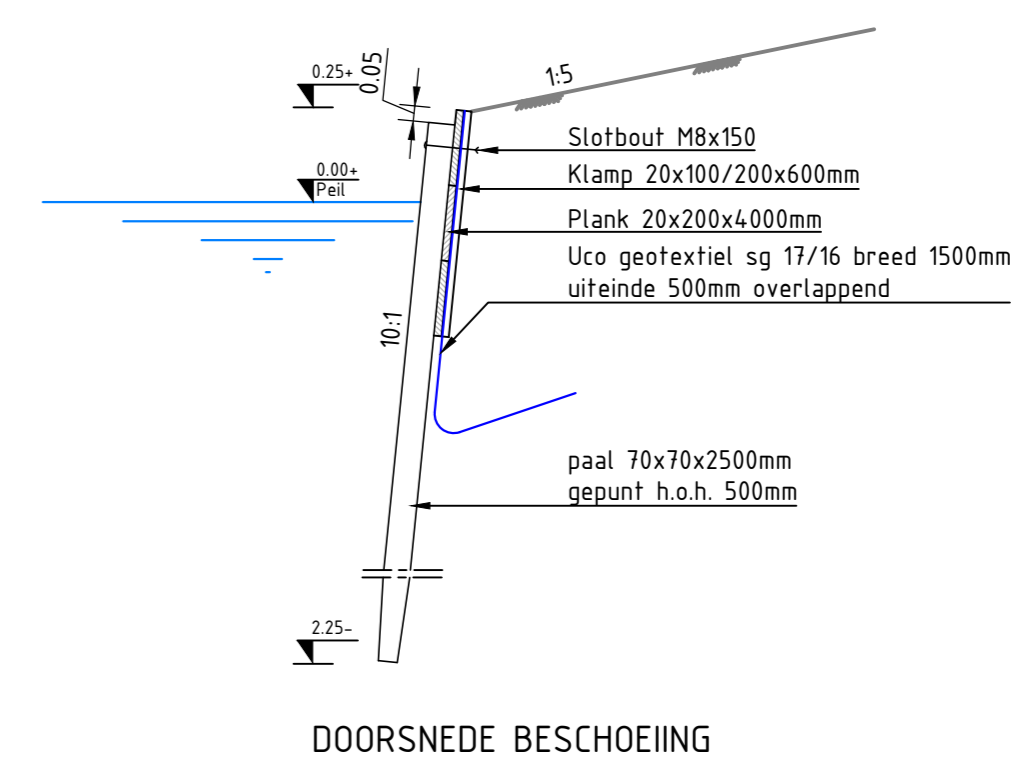 0.25+
0.05
1:5
Slotbout M8x150
0.00+
Peil
Klamp 20x100/200x600mm
Plank 20x200x4000mm
Uco geotextiel sg 17/16 breed 1500mm
uiteinde 500mm overlappend
10:1
paal 70x70x2500mm
gepunt h.o.h. 500mm
2.25-
DOORSNEDE BESCHOEIING